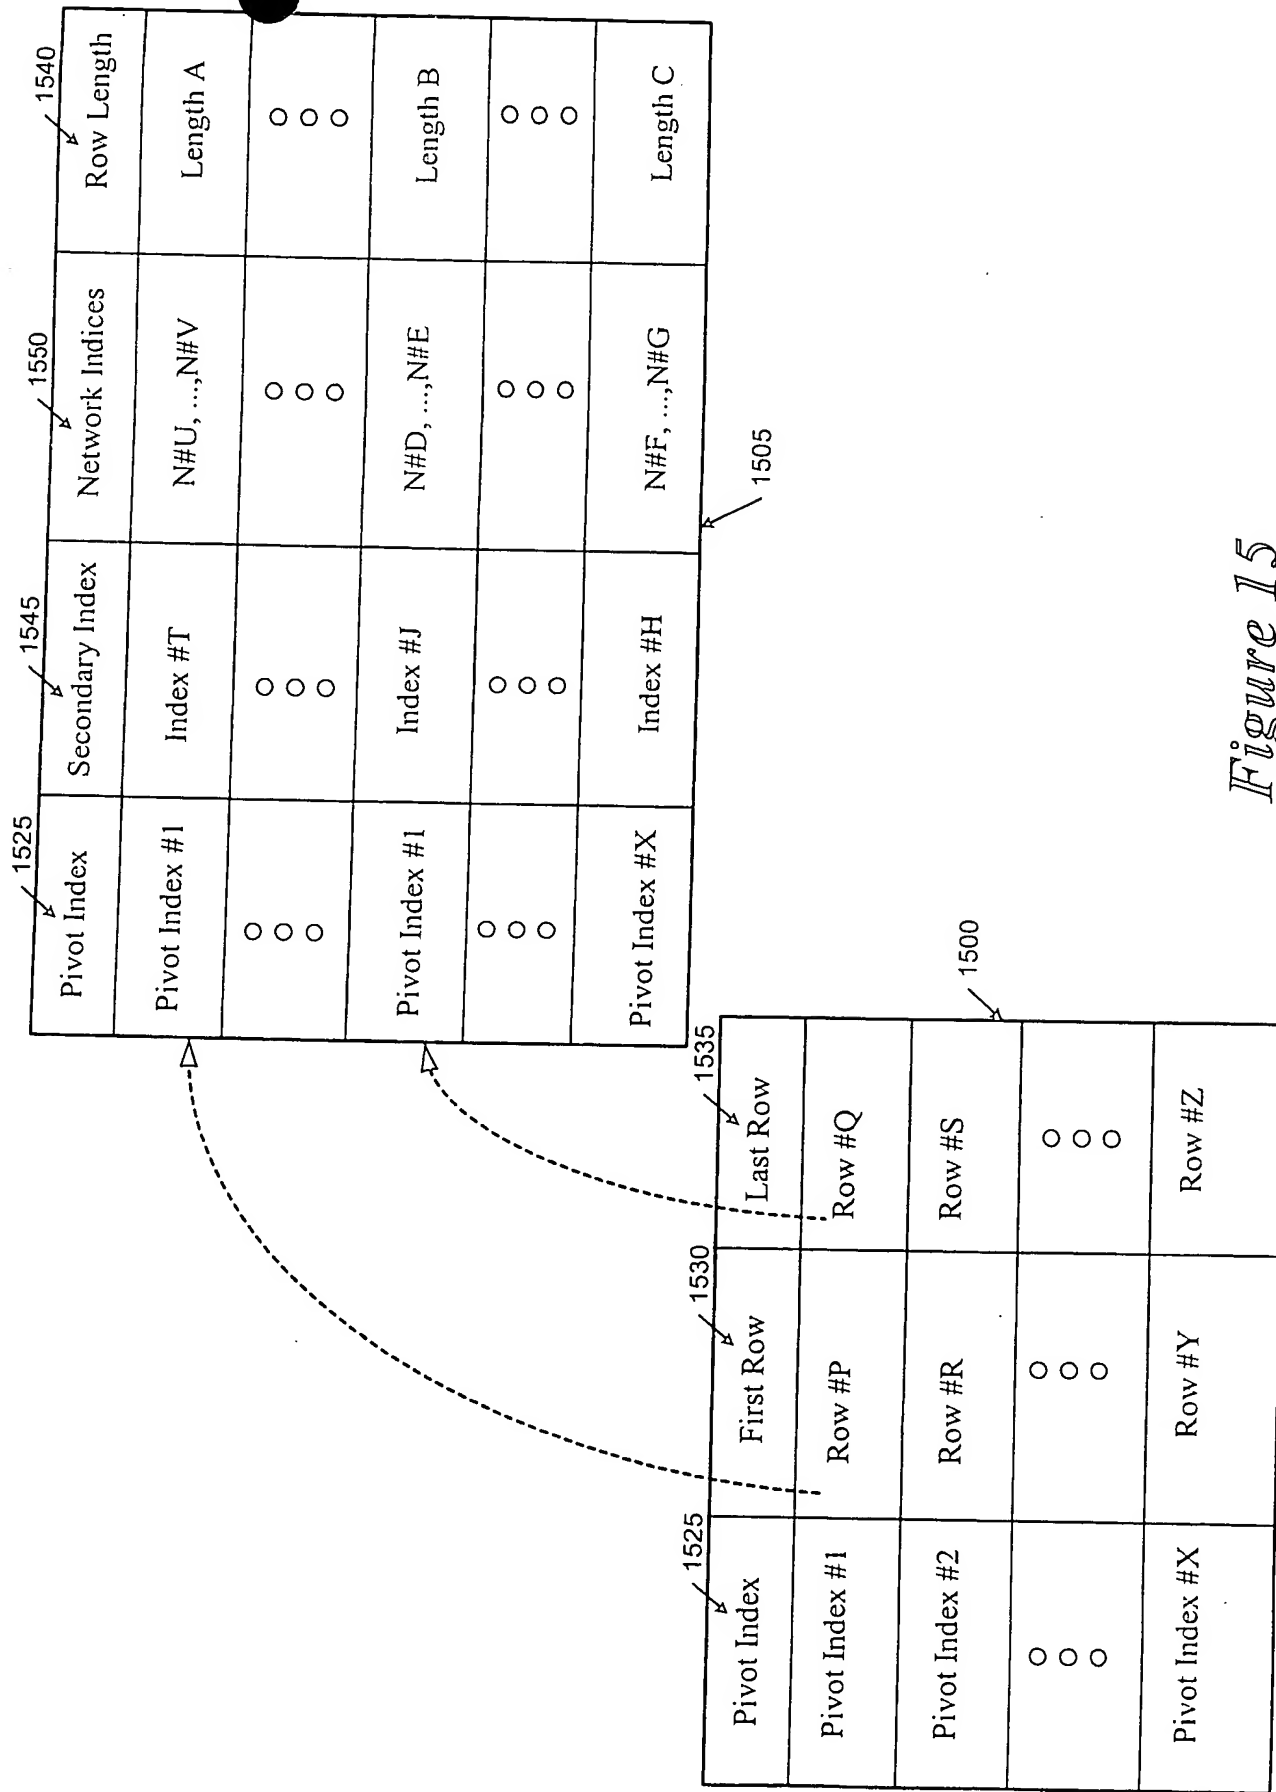 1525 1545 1550 1540
Pivot Index Secondary Index Network Indices Row Length
Pivot Index #1 Index #T N#U, ...,N#V Length A
Pivot Index #1 Index #J N#D, ...,N#E Length B
Pivot Index #X Index #H N#F, ...,N#G Length C
1505
1525 1530 1535
Pivot Index First Row Last Row
Pivot Index #1 Row #P Row #Q
Pivot Index #2 Row #R Row #S
1500
Pivot Index #X Row #Y Row #Z
Figure 15